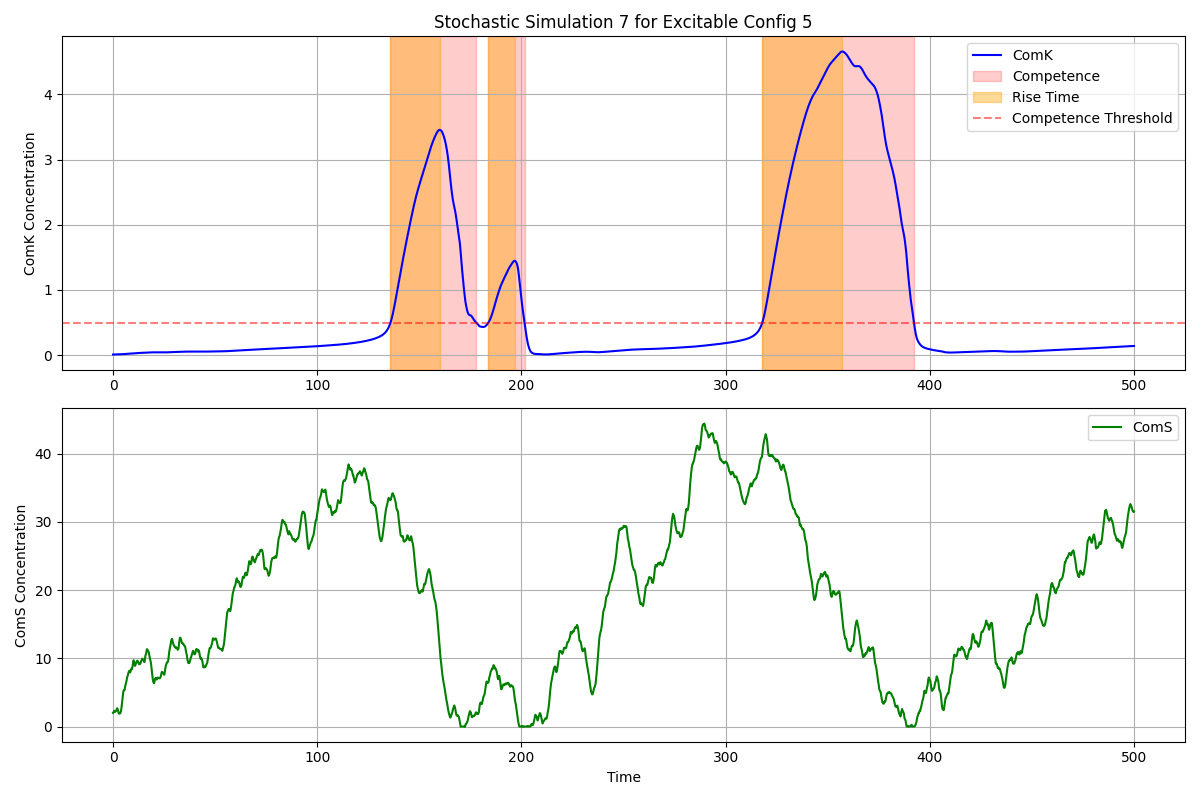 Stochastic Simulation 7 for Excitable Config 5
ComK Concentration
4
3
2
1
0
ComK
Competence
Rise Time
Competence Threshold
0 100 200 300 400 500
ComS Concentration
40
30
20
10
0
ComS
0 100 200 300 400 500
Time